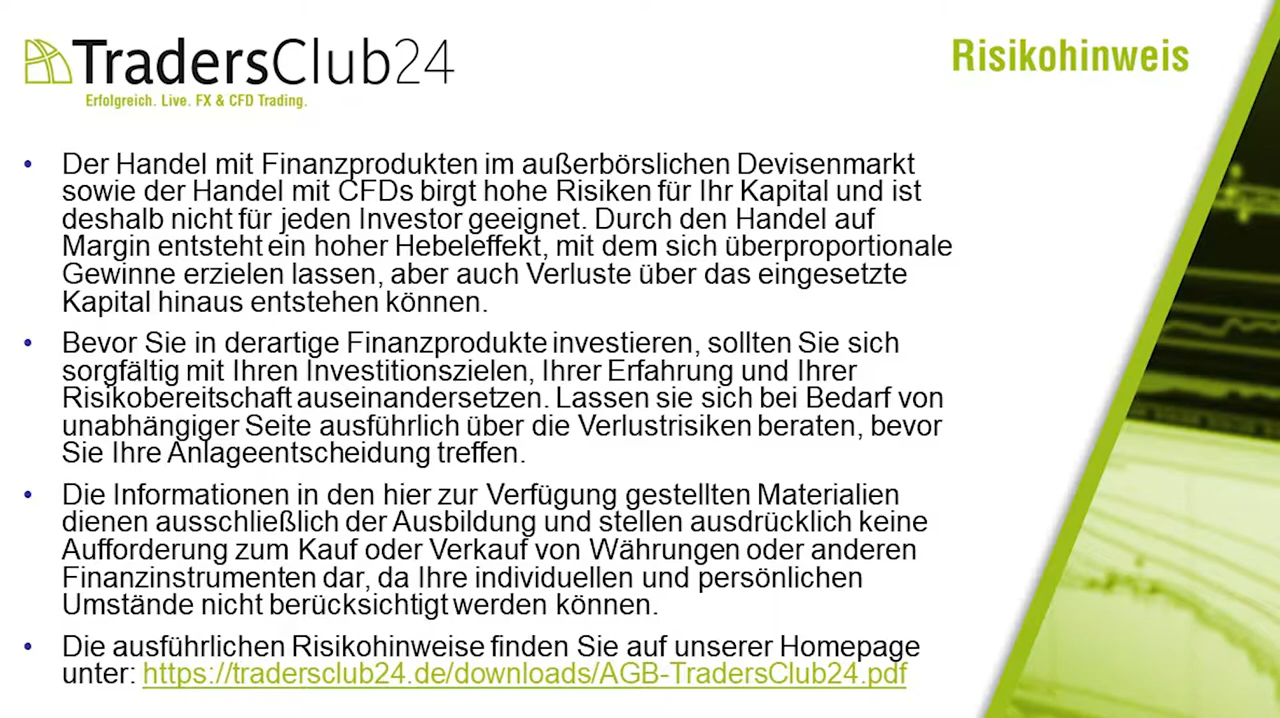 TradersClub24
Erfolgreich. Live. FX & CFD Trading.
Risikohinweis
• Der Handel mit Finanzprodukten im außerbörslichen Devisenmarkt
sowie der Handel mit CFDs birgt hohe Risiken für Ihr Kapital und ist
deshalb nicht für jeden Investor geeignet. Durch den Handel auf
Margin entsteht ein hoher Hebeleffekt, mit dem sich überproportionale
Gewinne erzielen lassen, aber auch Verluste über das eingesetzte
Kapital hinaus entstehen können.
• Bevor Sie in derartige Finanzprodukte investieren, sollten Sie sich
sorgfältig mit Ihren Investitionszielen, Ihrer Erfahrung und Ihrer
Risikobereitschaft auseinandersetzen. Lassen sie sich bei Bedarf von
unabhängiger Seite ausführlich über die Verlustrisiken beraten, bevor
Sie Ihre Anlageentscheidung treffen.
• Die Informationen in den hier zur Verfügung gestellten Materialien
dienen ausschließlich der Ausbildung und stellen ausdrücklich keine
Aufforderung zum Kauf oder Verkauf von Währungen oder anderen
Finanzinstrumenten dar, da Ihre individuellen und persönlichen
Umstände nicht berücksichtigt werden können.
• Die ausführlichen Risikohinweise finden Sie auf unserer Homepage
unter: https://tradersclub24.de/downloads/AGB-TradersClub24.pdf